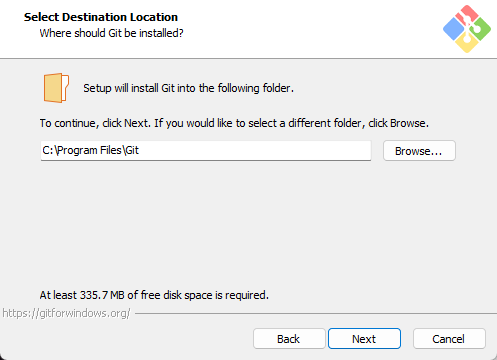 Select Destination Location
Where should Git be installed?
Setup will install Git into the following folder.
To continue, click Next. If you would like to select a different folder, click Browse.
C:\Program Files\Git
Browse...
At least 335.7 MB of free disk space is required.
https://gitforwindows.org/
Back
Next
Cancel